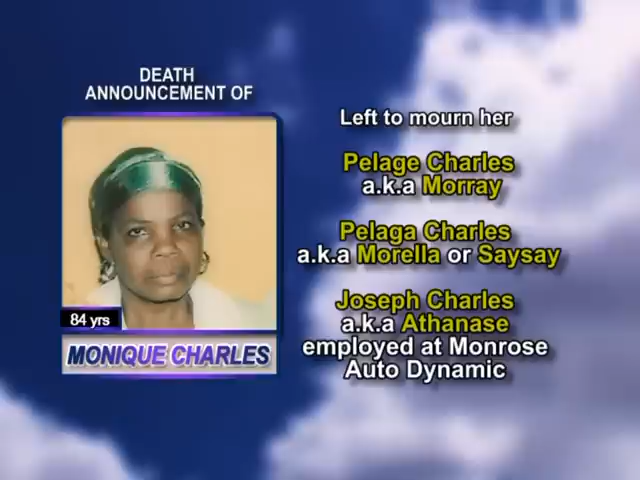 DEATH
ANNOUNCEMENT OF
84 yrs
MONIQUE CHARLES
Left to mourn her
Pelage Charles
a.k.a Morray
Pelaga Charles
a.k.a Morella or Saysay
Joseph Charles
a.k.a Athanase
employed at Monrose
Auto Dynamic